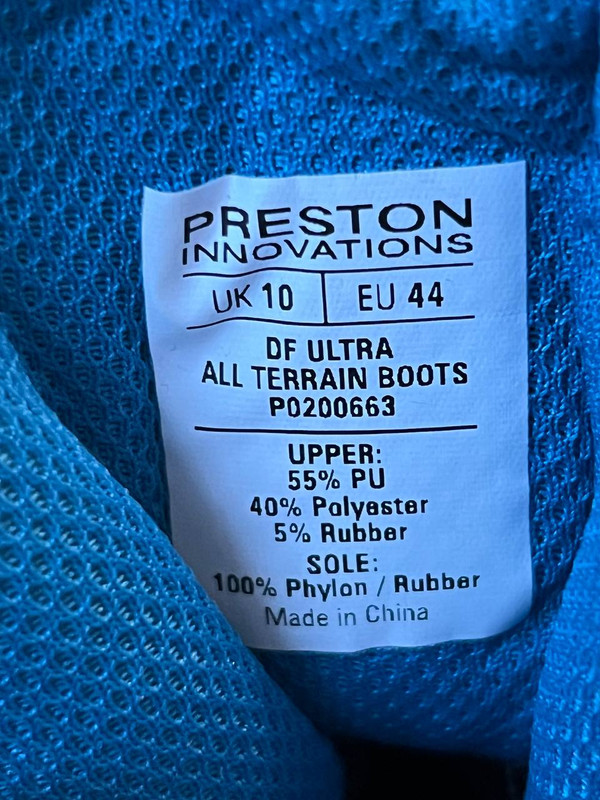 PRESTON
INNOVATIONS
UK 10 EU 44
DF ULTRA
ALL TERRAIN BOOTS
P0200663
UPPER:
55% PU
40% Polyester
5% Rubber
SOLE:
100% Phylon / Rubber
Made in China